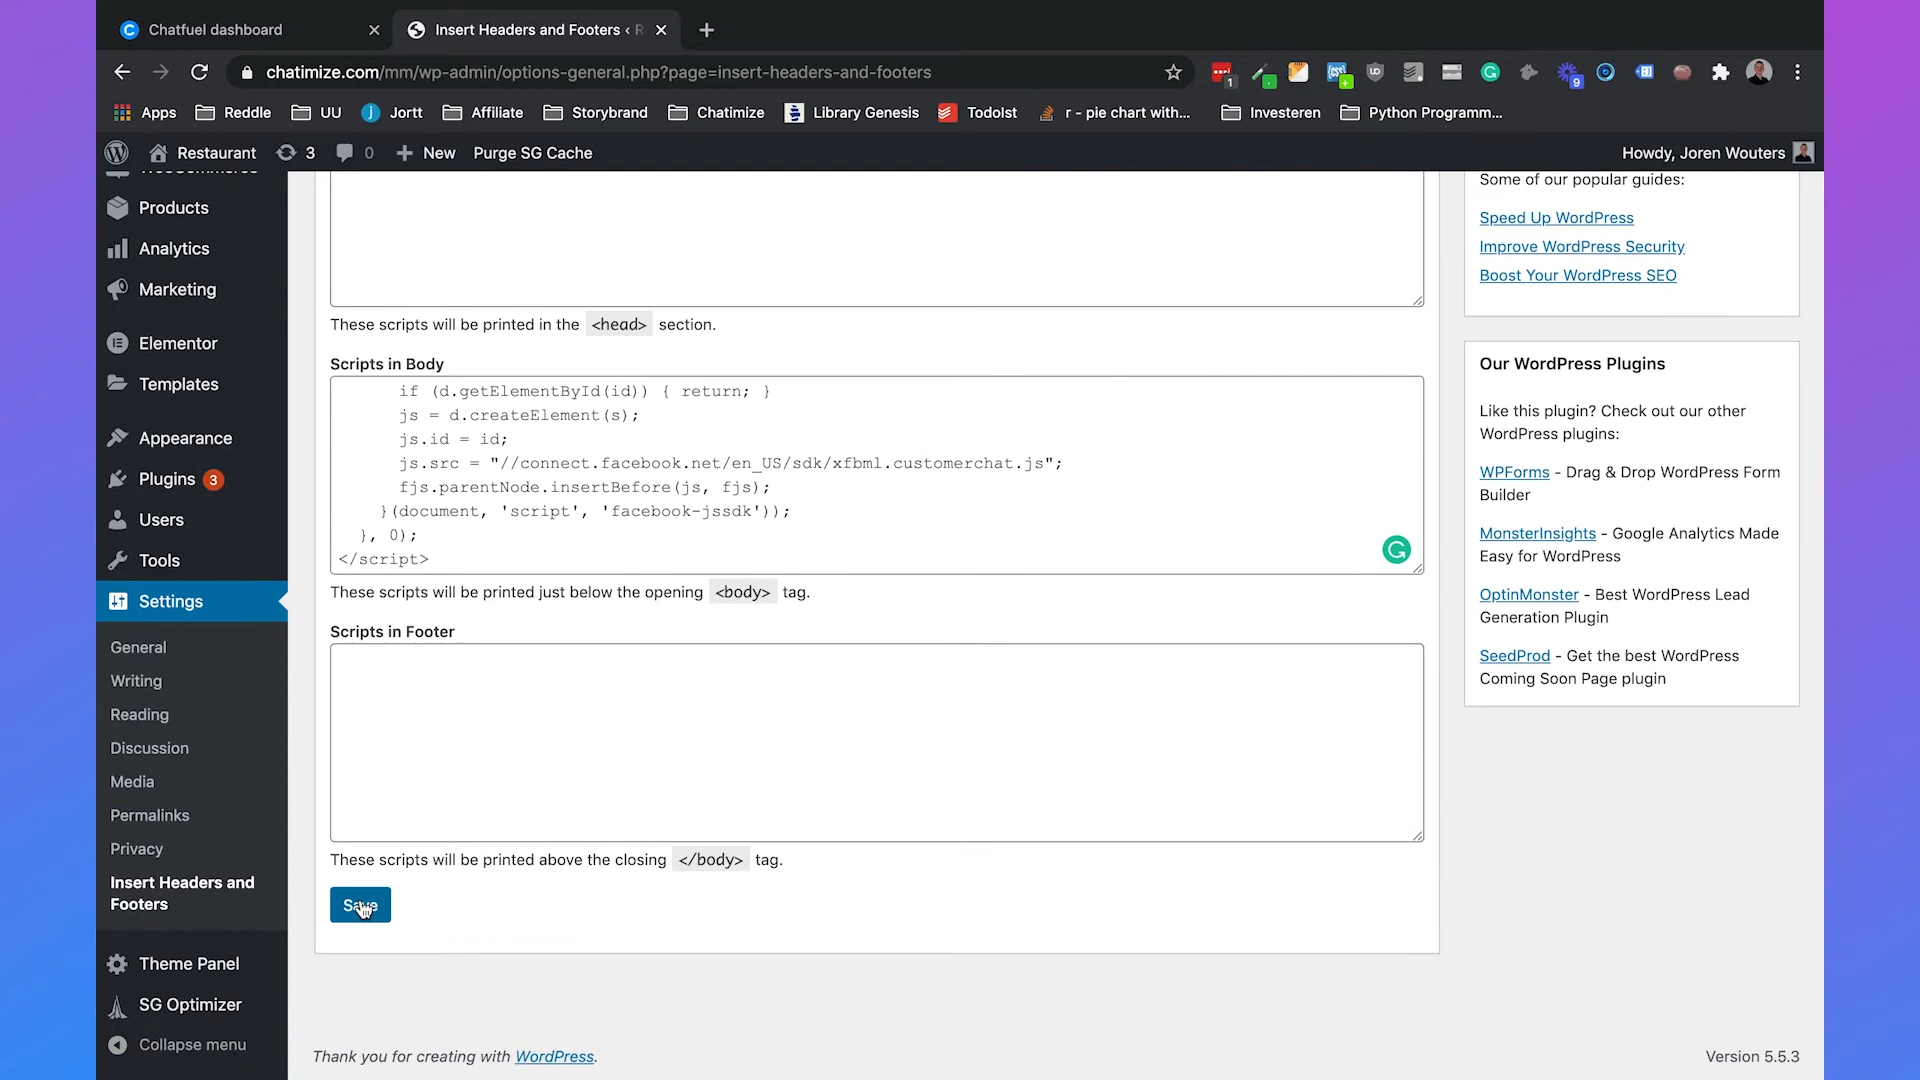 Chatfuel dashboard
Insert Headers and Footers ‹ R
chatimize.com/mm/wp-admin/options-general.php?page=insert-headers-and-footers
1
9
Apps
Reddle
UU
Jortt
Affiliate
Storybrand
Chatimize
Library Genesis
TodoIst
r - pie chart with...
Investeren
Python Programm...
Restaurant
3
0
New
Purge SG Cache
Howdy, Joren Wouters
WooCommerce
Products
Analytics
Marketing
Elementor
Templates
Appearance
Plugins 3
Users
Tools
Settings
General
Writing
Reading
Discussion
Media
Permalinks
Privacy
Insert Headers and
Footers
Theme Panel
SG Optimizer
Collapse menu
These scripts will be printed in the <head> section.
Scripts in Body
if (d.getElementById(id)) { return; }
js = d.createElement(s);
js.id = id;
js.src = "//connect.facebook.net/en_US/sdk/xfbml.customerchat.js";
fjs.parentNode.insertBefore(js, fjs);
}(document, 'script', 'facebook-jssdk'));
}, 0);
</script>
These scripts will be printed just below the opening <body> tag.
Scripts in Footer
These scripts will be printed above the closing </body> tag.
Save
Some of our popular guides:
Speed Up WordPress
Improve WordPress Security
Boost Your WordPress SEO
Our WordPress Plugins
Like this plugin? Check out our other
WordPress plugins:
WPForms - Drag & Drop WordPress Form
Builder
MonsterInsights - Google Analytics Made
Easy for WordPress
OptinMonster - Best WordPress Lead
Generation Plugin
SeedProd - Get the best WordPress
Coming Soon Page plugin
Thank you for creating with WordPress.
Version 5.5.3